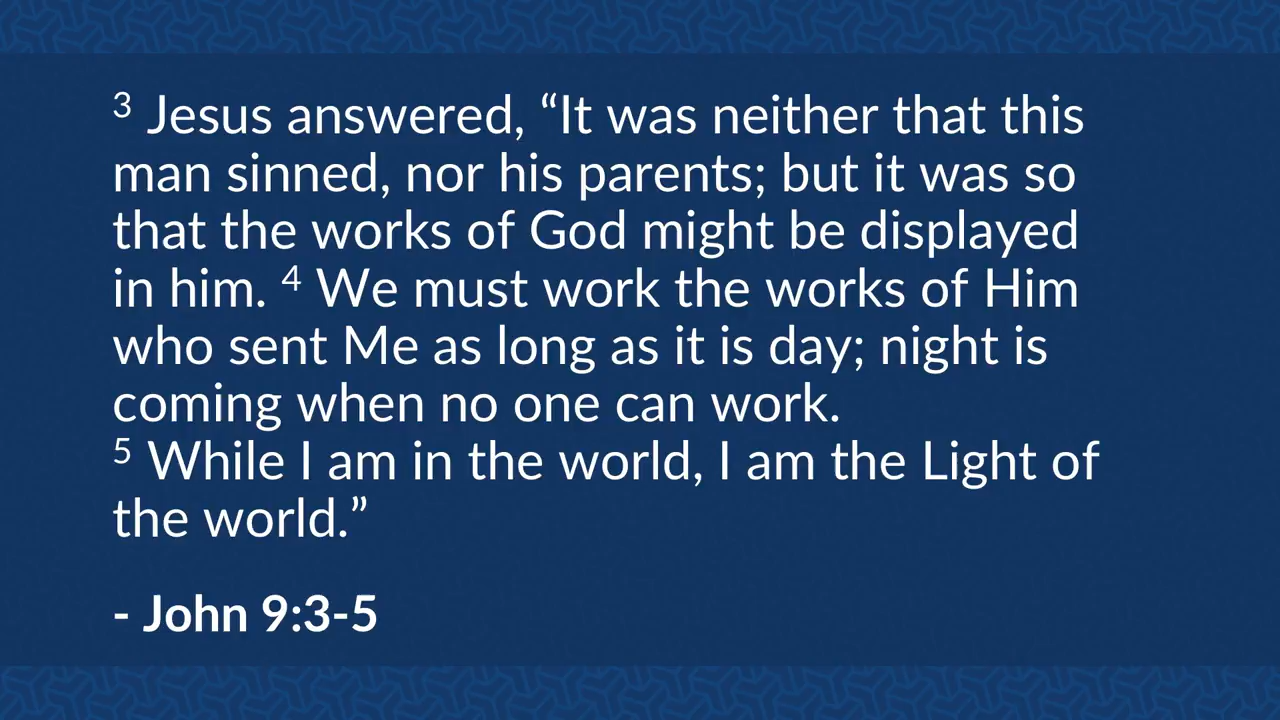 ³ Jesus answered, “It was neither that this
man sinned, nor his parents; but it was so
that the works of God might be displayed
in him. ⁴ We must work the works of Him
who sent Me as long as it is day; night is
coming when no one can work.
⁵ While I am in the world, I am the Light of
the world.”
- John 9:3-5